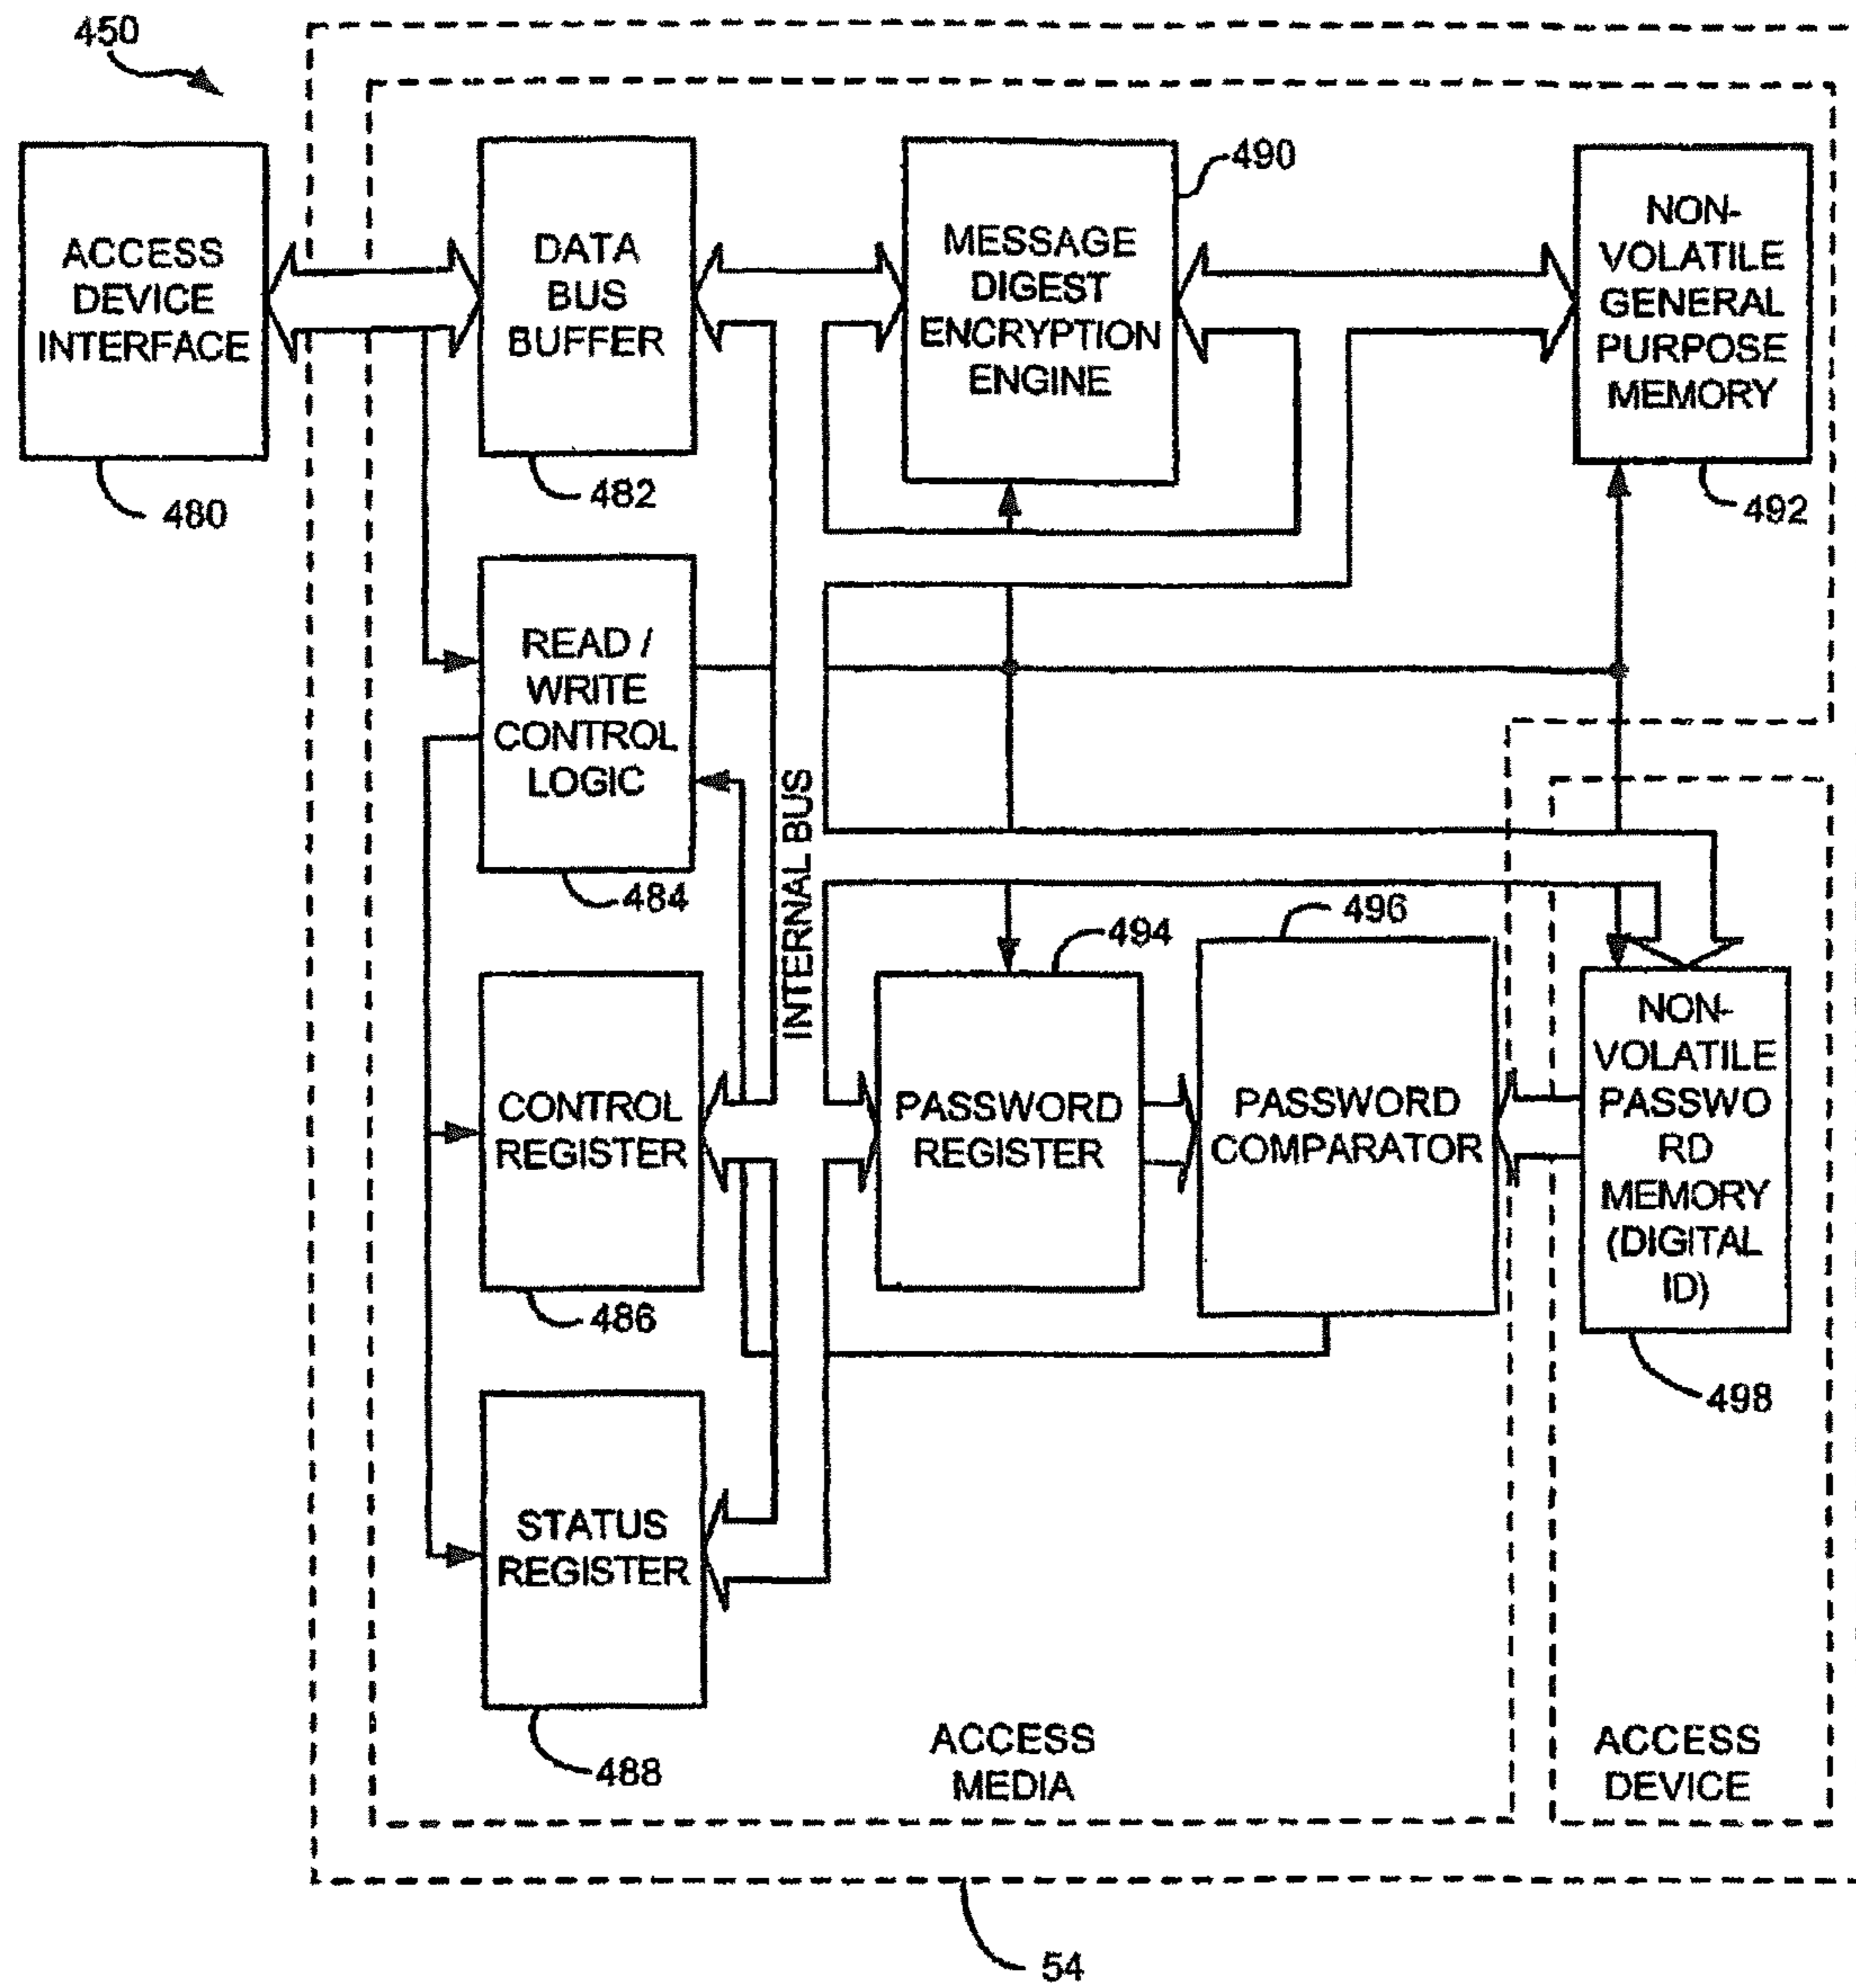 450
ACCESS
DEVICE
INTERFACE
480
DATA
BUS
BUFFER
482
MESSAGE
DIGEST
ENCRYPTION
ENGINE
490
NON-
VOLATILE
GENERAL
PURPOSE
MEMORY
492
READ /
WRITE
CONTROL
LOGIC
484
INTERNAL BUS
CONTROL
REGISTER
486
PASSWORD
REGISTER
494
PASSWORD
COMPARATOR
496
NON-
VOLATILE
PASSWO
RD
MEMORY
(DIGITAL
ID)
498
STATUS
REGISTER
488
ACCESS
MEDIA
ACCESS
DEVICE
54